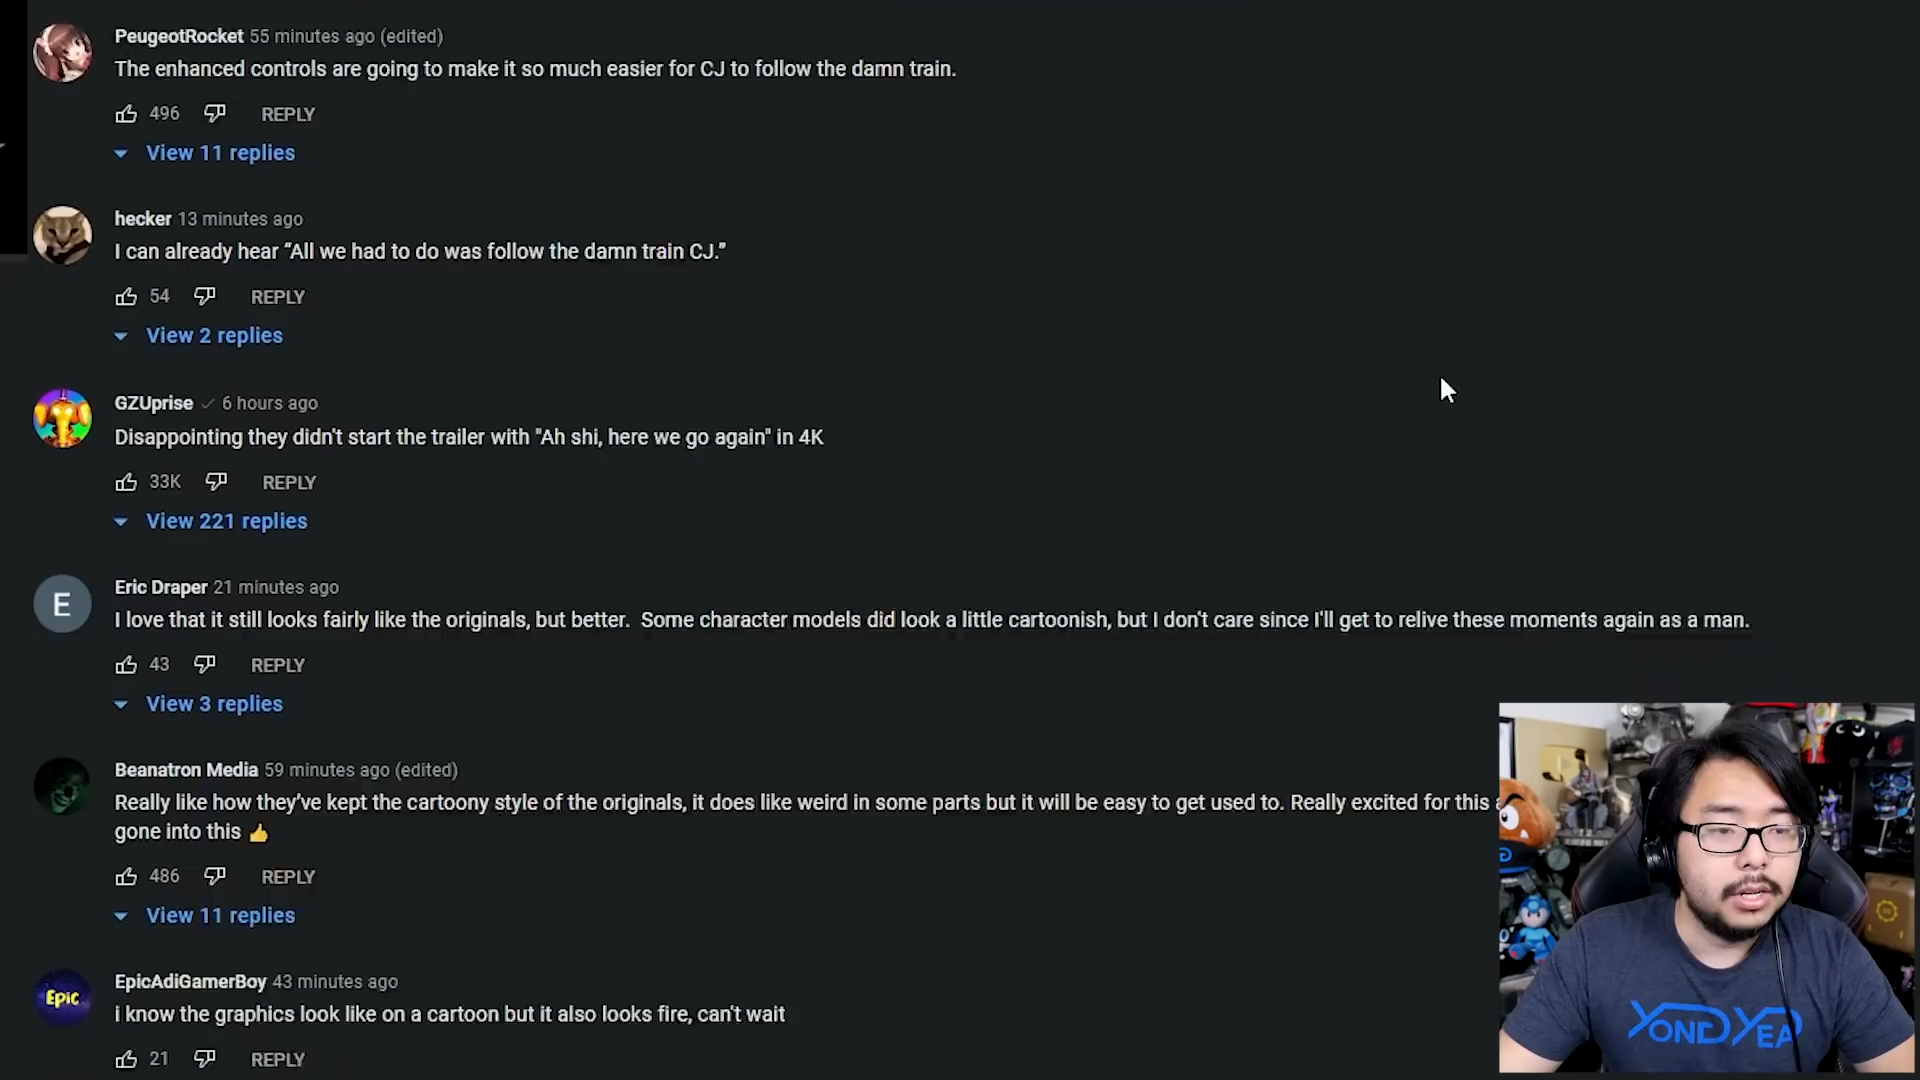 PeugeotRocket 55 minutes ago (edited)
The enhanced controls are going to make it so much easier for CJ to follow the damn train.
496 REPLY
View 11 replies
hecker 13 minutes ago
I can already hear “All we had to do was follow the damn train CJ.”
54 REPLY
View 2 replies
GZUprise 6 hours ago
Disappointing they didn't start the trailer with "Ah shi, here we go again" in 4K
33K REPLY
View 221 replies
E
Eric Draper 21 minutes ago
I love that it still looks fairly like the originals, but better. Some character models did look a little cartoonish, but I don't care since I'll get to relive these moments again as a man.
43 REPLY
View 3 replies
Beanatron Media 59 minutes ago (edited)
Really like how they’ve kept the cartoony style of the originals, it does like weird in some parts but it will be easy to get used to. Really excited for this
gone into this 👍
486 REPLY
View 11 replies
Epic
EpicAdiGamerBoy 43 minutes ago
i know the graphics look like on a cartoon but it also looks fire, can't wait
21 REPLY
YONGYEA